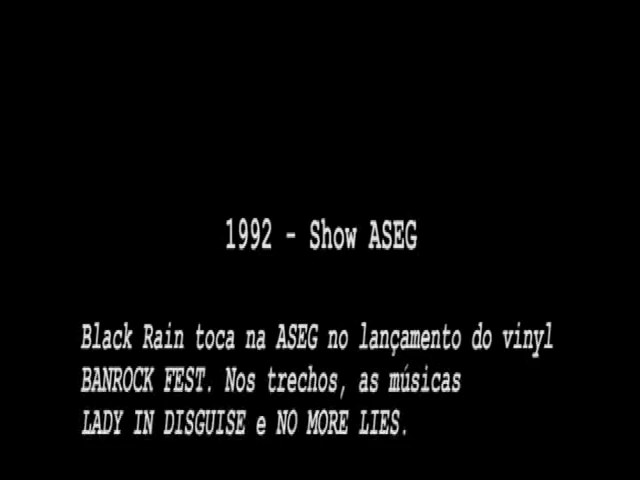 1992 - Show ASEG
Black Rain toca na ASEG no lançamento do vinyl
BANROCK FEST. Nos trechos, as músicas
LADY IN DISGUISE e NO MORE LIES.